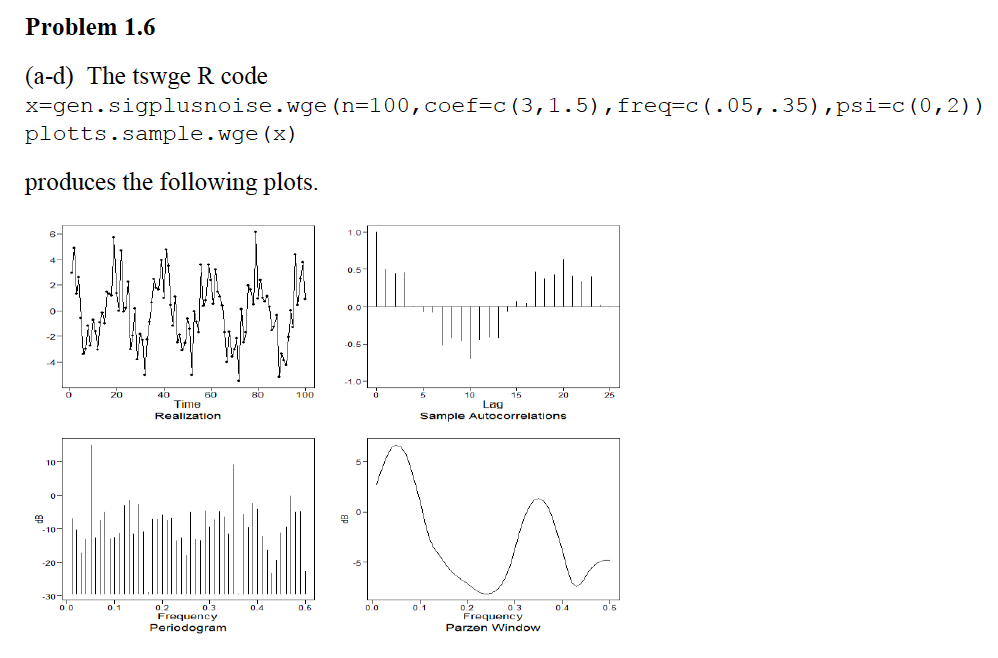 Problem 1.6
(a-d) The tswge R code
x=gen.sigplusnoise.wge(n=100,coef=c(3,1.5),freq=c(.05,.35),psi=c(0,2))
plotts.sample.wge(x)
produces the following plots.
6
4
2
0
-2
-4
0 20 40 60 80 100
Time
Realization
1.0
0.5
0.0
-0.5
-1.0
0 5 10 15 20 25
Lag
Sample Autocorrelations
10
0
-10
-20
-30
dB
0.0 0.1 0.2 0.3 0.4 0.5
Frequency
Periodogram
5
0
-5
dB
0.0 0.1 0.2 0.3 0.4 0.5
Frequency
Parzen Window